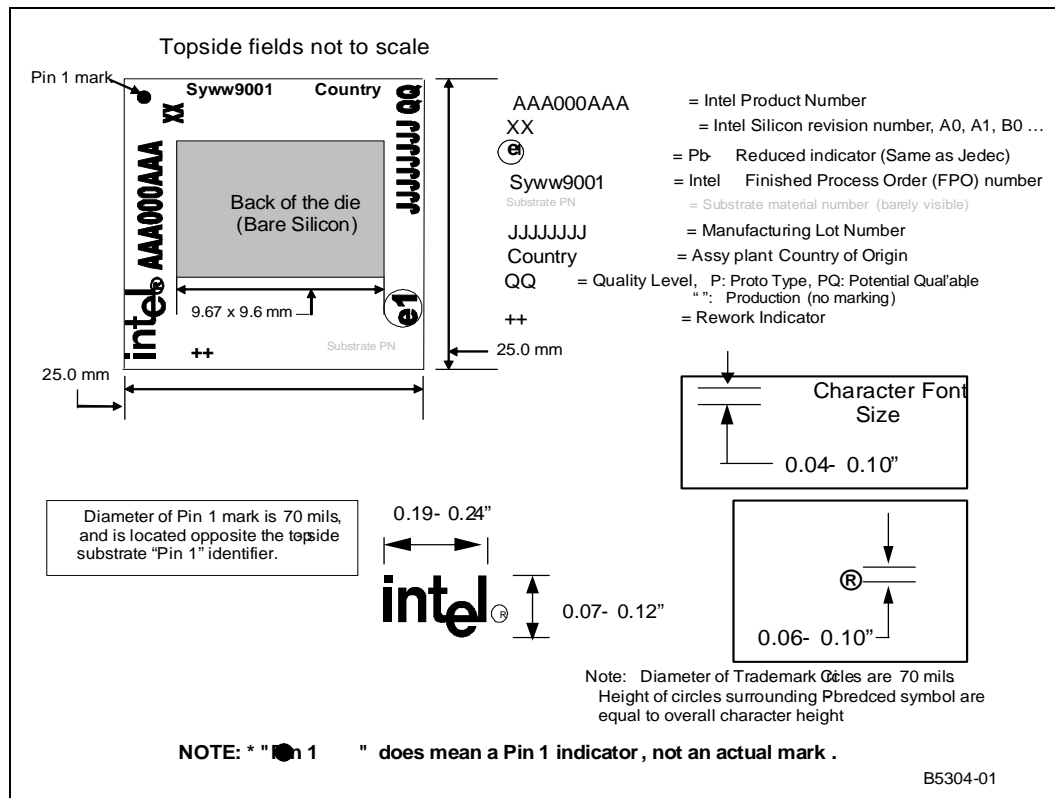 Topside fields not to scale
Pin 1 mark
Syww9001 Country
XX
AAA000AAA
intel®
JJJJJJJJ QQ
Back of the die
(Bare Silicon)
9.67 x 9.6 mm
e1
++
Substrate PN
25.0 mm
25.0 mm
AAA000AAA = Intel Product Number
XX = Intel Silicon revision number, A0, A1, B0 ...
e1 = Pb- Reduced indicator (Same as Jedec)
Syww9001 = Intel Finished Process Order (FPO) number
Substrate PN = Substrate material number (barely visible)
JJJJJJJJ = Manufacturing Lot Number
Country = Assy plant Country of Origin
QQ = Quality Level, P: Proto Type, PQ: Potential Qual'able,
“ ”: Production (no marking)
++ = Rework Indicator
Character Font
Size
0.04- 0.10”
Diameter of Pin 1 mark is 70 mils,
and is located opposite the topside
substrate “Pin 1” identifier.
0.19- 0.24”
intel®
0.07- 0.12”
®
0.06- 0.10”
Note: Diameter of Trademark are 70 mils.
Height of circles surrounding symbol are
equal to overall character height
NOTE: * " 1 " does mean a Pin 1 indicator, not an actual mark .
B5304-01